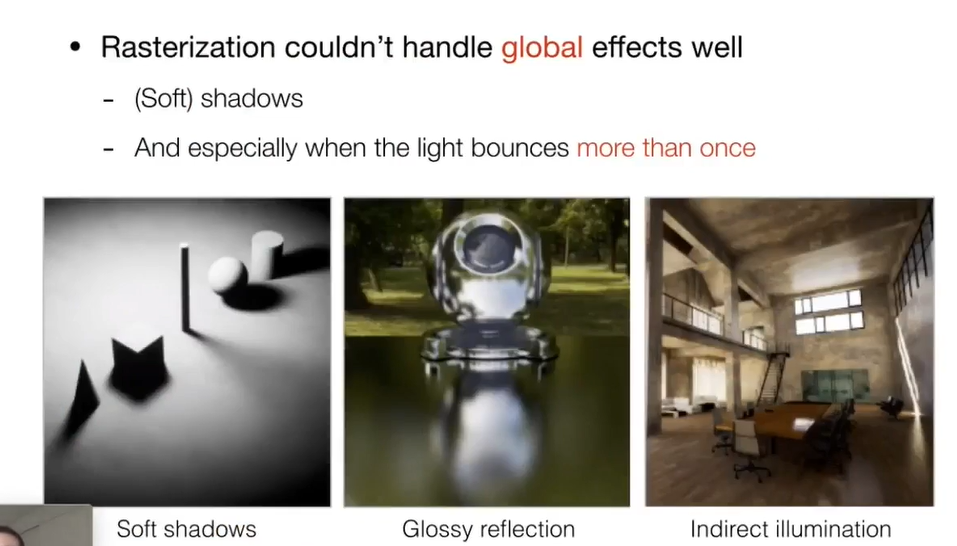 • Rasterization couldn’t handle global effects well
- (Soft) shadows
- And especially when the light bounces more than once
Soft shadows
Glossy reflection
Indirect illumination